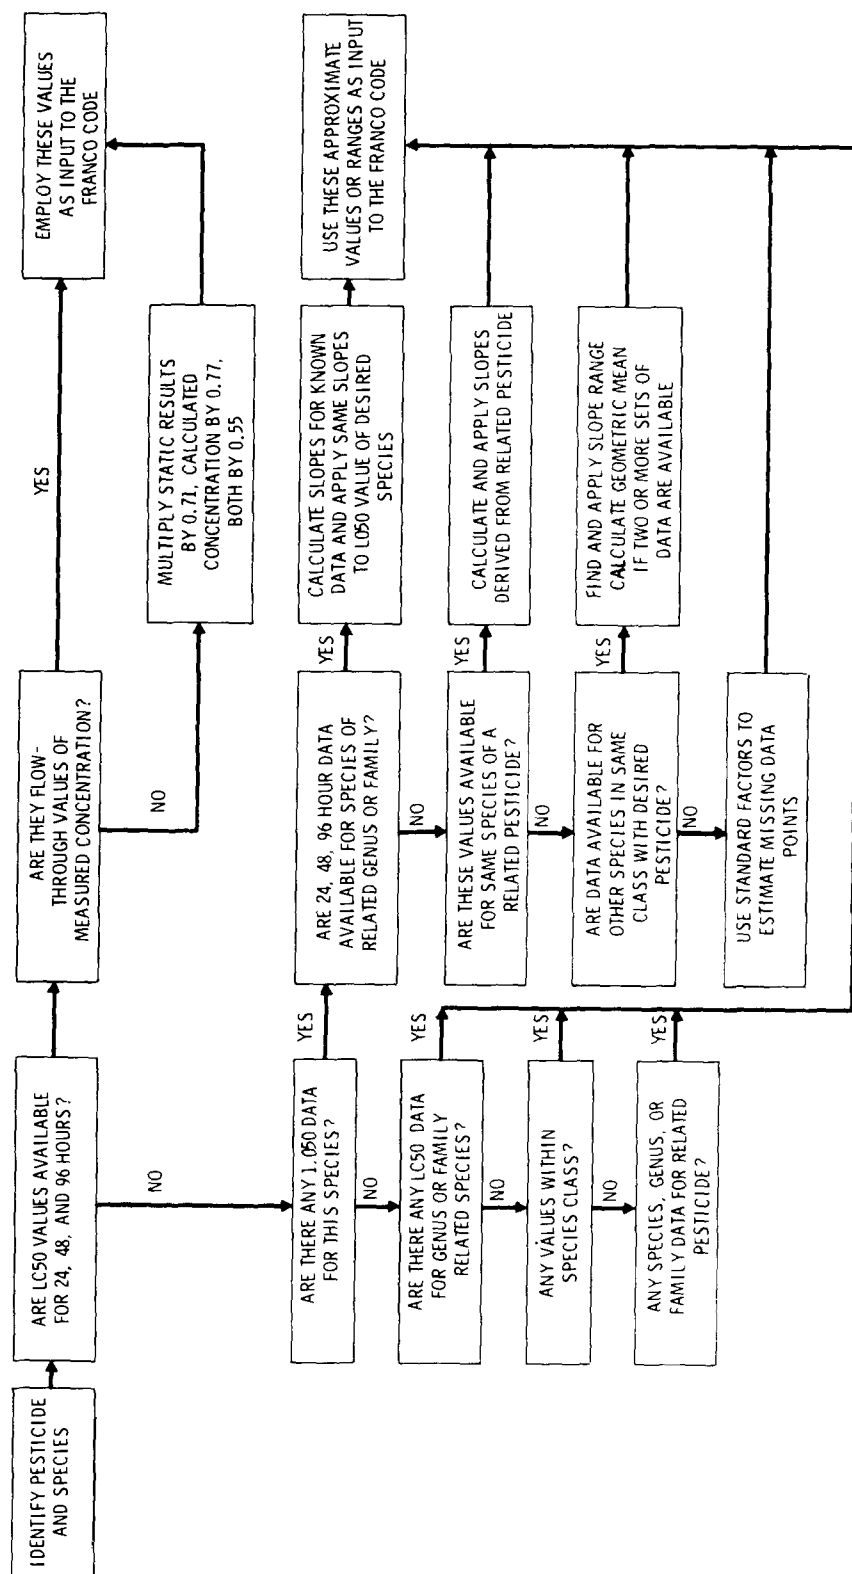 IDENTIFY PESTICIDE
AND SPECIES
ARE LC50 VALUES AVAILABLE
FOR 24, 48, AND 96 HOURS?
ARE THEY FLOW-
THROUGH VALUES OF
MEASURED CONCENTRATION?
YES
EMPLOY THESE VALUES
AS INPUT TO THE
FRANCO CODE
NO
MULTIPLY STATIC RESULTS
BY 0.71, CALCULATED
CONCENTRATION BY 0.77,
BOTH BY 0.55
NO
ARE THERE ANY 1.050 DATA
FOR THIS SPECIES?
YES
ARE 24, 48, 96 HOUR DATA
AVAILABLE FOR SPECIES OF
RELATED GENUS OR FAMILY?
YES
CALCULATE SLOPES FOR KNOWN
DATA AND APPLY SAME SLOPES
TO L050 VALUE OF DESIRED
SPECIES
USE THESE APPROXIMATE
VALUES OR RANGES AS INPUT
TO THE FRANCO CODE
NO
ARE THERE ANY LC50 DATA
FOR GENUS OR FAMILY
RELATED SPECIES?
YES
NO
ARE THESE VALUES AVAILABLE
FOR SAME SPECIES OF A
RELATED PESTICIDE?
YES
CALCULATE AND APPLY SLOPES
DERIVED FROM RELATED PESTICIDE
NO
ANY VALUES WITHIN
SPECIES CLASS?
YES
NO
ARE DATA AVAILABLE FOR
OTHER SPECIES IN SAME
CLASS WITH DESIRED
PESTICIDE?
YES
FIND AND APPLY SLOPE RANGE
CALCULATE GEOMETRIC MEAN
IF TWO OR MORE SETS OF
DATA ARE AVAILABLE
NO
ANY SPECIES, GENUS, OR
FAMILY DATA FOR RELATED
PESTICIDE?
YES
NO
USE STANDARD FACTORS TO
ESTIMATE MISSING DATA
POINTS